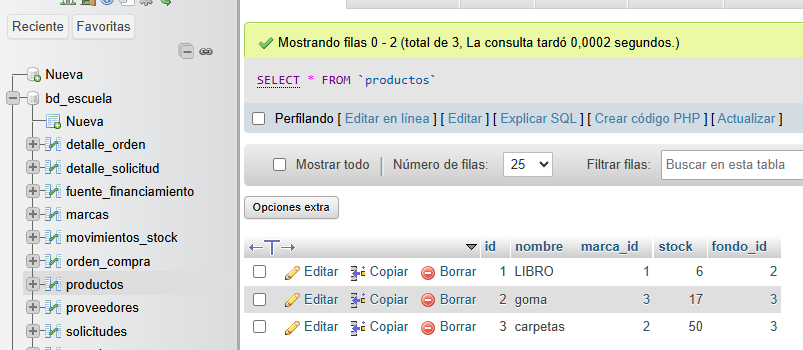 Reciente Favoritas
Nueva
bd_escuela
Nueva
detalle_orden
detalle_solicitud
fuente_financiamiento
marcas
movimientos_stock
orden_compra
productos
proveedores
solicitudes
Mostrando filas 0 - 2 (total de 3, La consulta tardó 0,0002 segundos.)
SELECT * FROM `productos`
Perfilando [ Editar en línea ] [ Editar ] [ Explicar SQL ] [ Crear código PHP ] [ Actualizar ]
Mostrar todo | Número de filas: 25 Filtrar filas: Buscar en esta tabla
Opciones extra
←T→ id nombre marca_id stock fondo_id
Editar Copiar Borrar 1 LIBRO 1 6 2
Editar Copiar Borrar 2 goma 3 17 3
Editar Copiar Borrar 3 carpetas 2 50 3